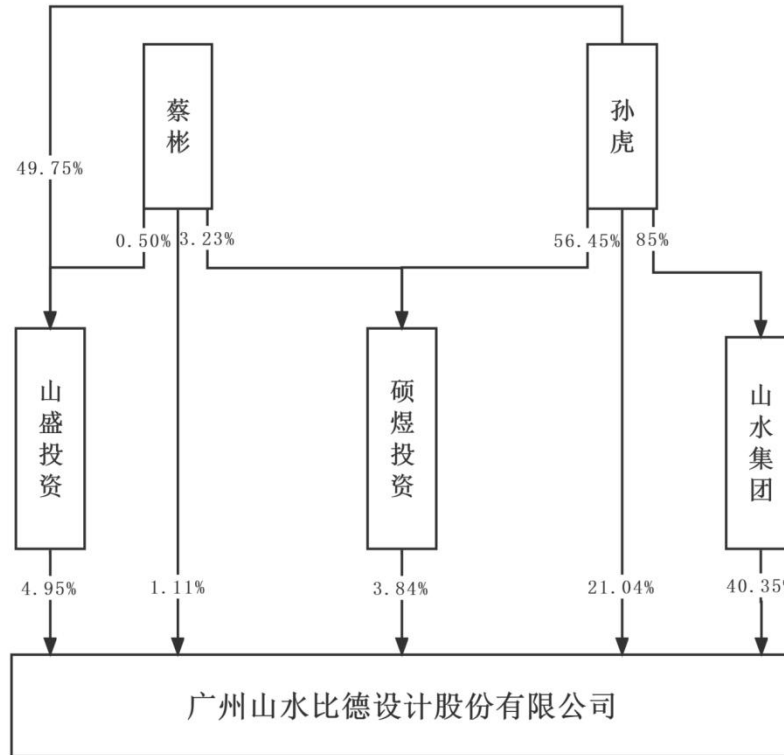 蔡彬
孙虎
49.75%
0.50%
3.23%
56.45%
85%
山盛投资
硕煜投资
山水集团
4.95%
1.11%
3.84%
21.04%
40.35%
广州山水比德设计股份有限公司